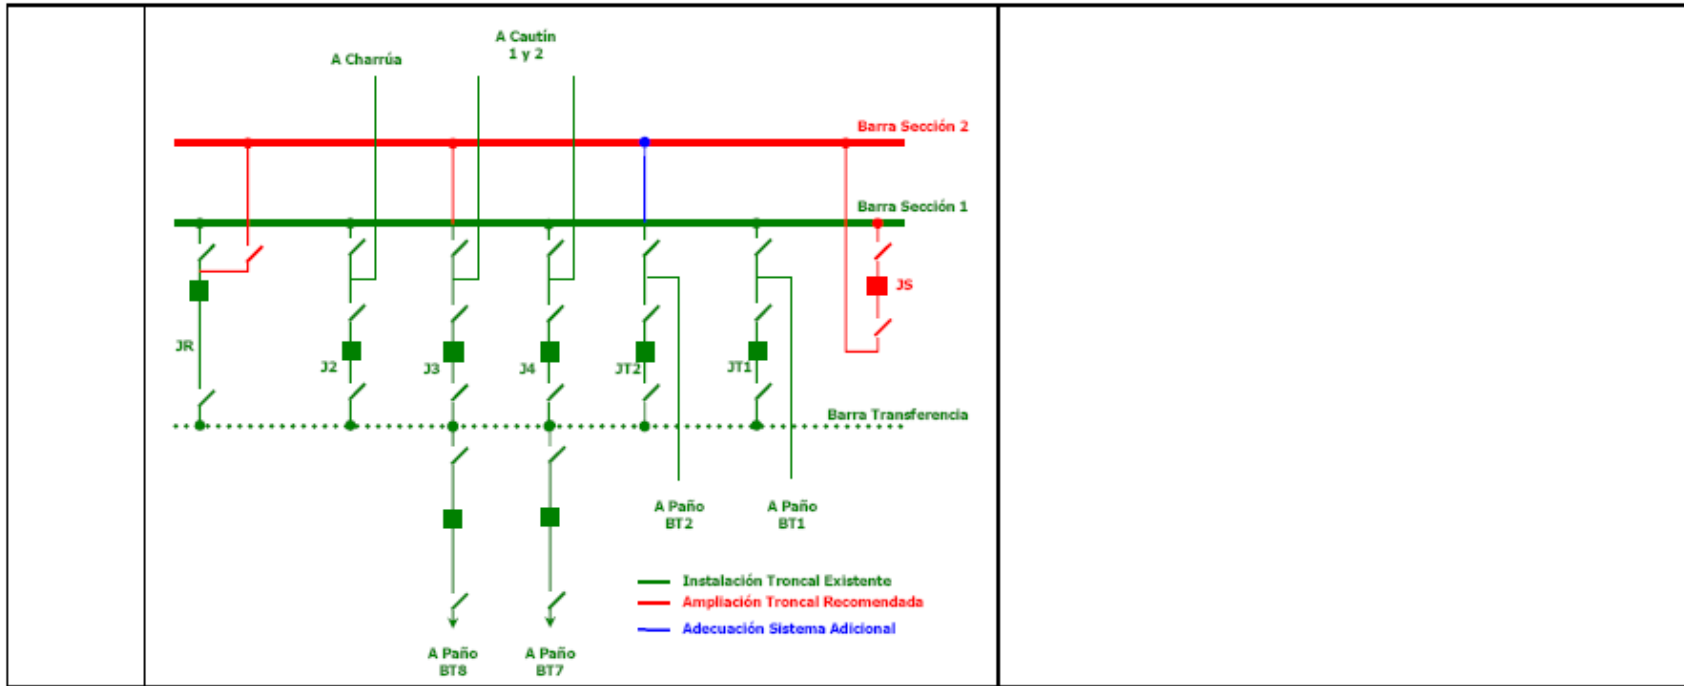 A Charrúa
A Cautín
1 y 2
Barra Sección 2
Barra Sección 1
JS
JR
J2
J3
J4
JT2
JT1
Barra Transferencia
A Paño
BT2
A Paño
BT1
Instalación Troncal Existente
Ampliación Troncal Recomendada
Adecuación Sistema Adicional
A Paño
BT8
A Paño
BT7